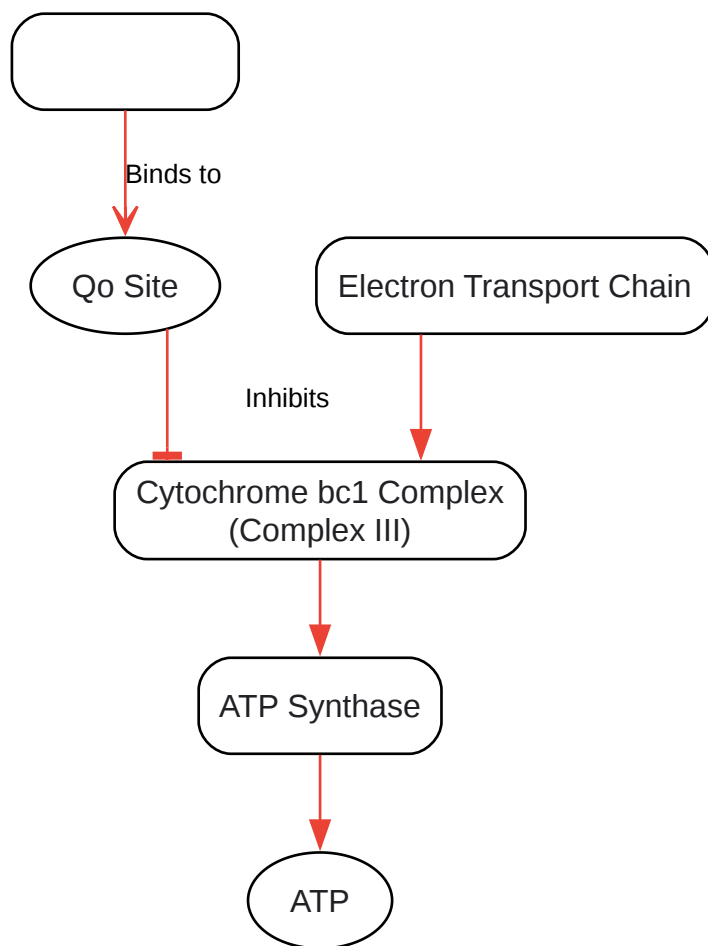 Binds to
Qo Site
Electron Transport Chain
Inhibits
Cytochrome bc1 Complex
(Complex III)
ATP Synthase
ATP